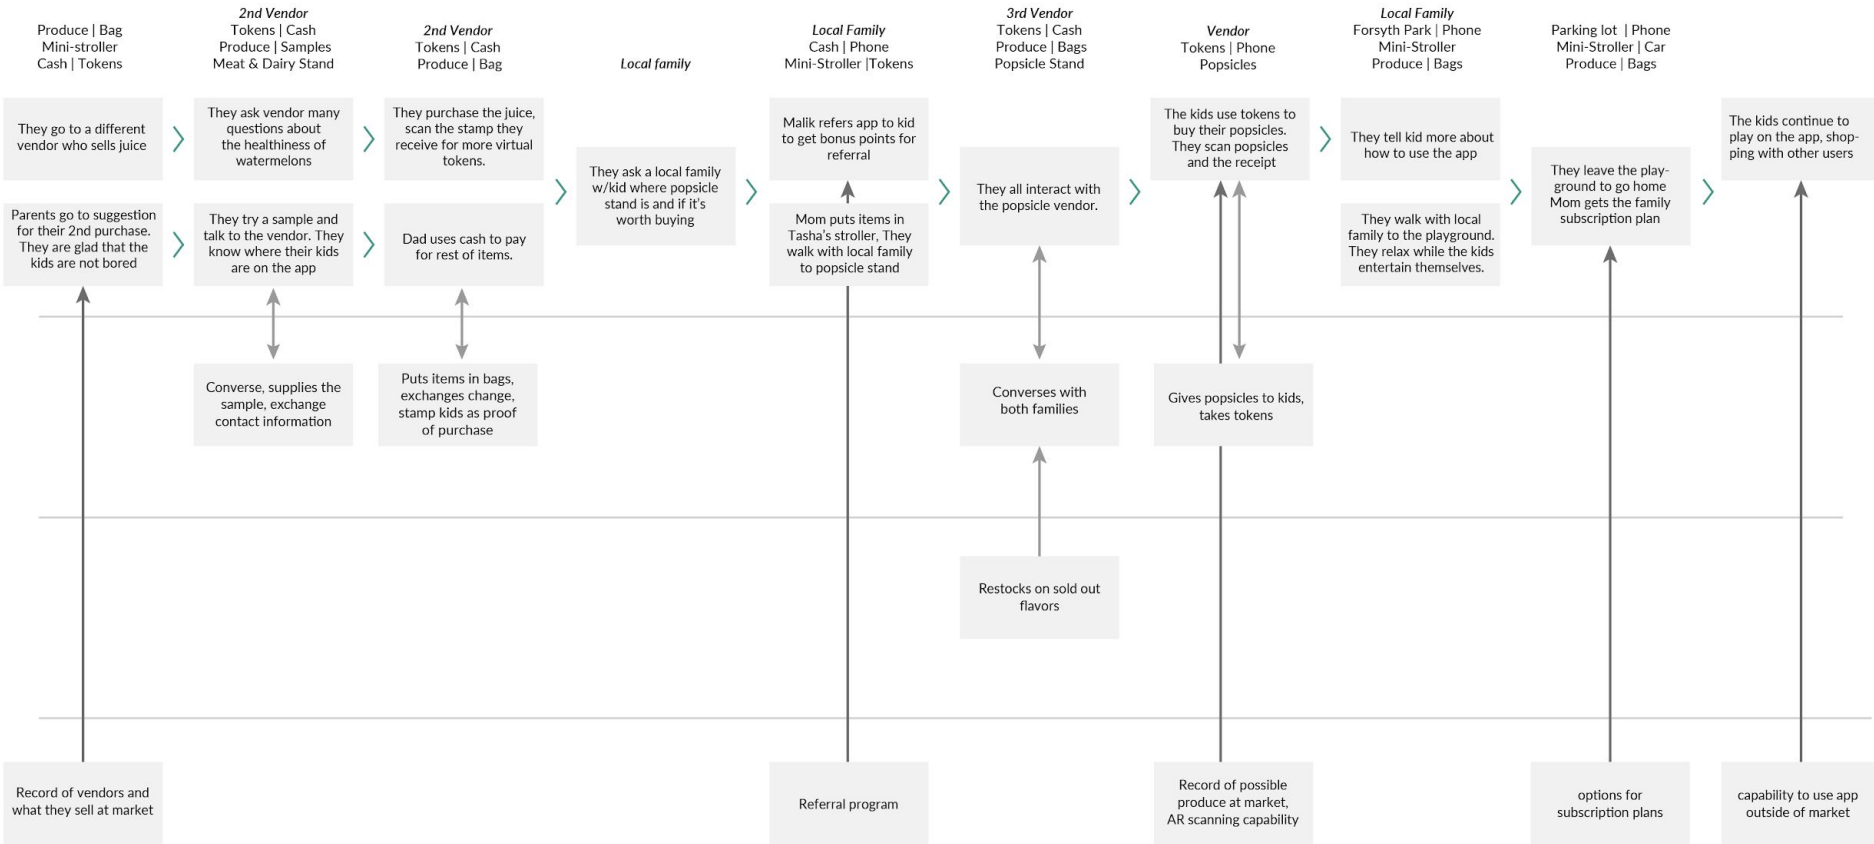 Produce | Bag
Mini-stroller
Cash | Tokens
2nd Vendor
Tokens | Cash
Produce | Samples
Meat & Dairy Stand
2nd Vendor
Tokens | Cash
Produce | Bag
Local family
Local Family
Cash | Phone
Mini-Stroller |Tokens
3rd Vendor
Tokens | Cash
Produce | Bags
Popsicle Stand
Vendor
Tokens | Phone
Popsicles
Local Family
Forsyth Park | Phone
Mini-Stroller
Produce | Bags
Parking lot | Phone
Mini-Stroller | Car
Produce | Bags
They go to a different
vendor who sells juice
They ask vendor many
questions about
the healthiness of
watermelons
They purchase the juice,
scan the stamp they
receive for more virtual
tokens.
They ask a local family
w/kid where popsicle
stand is and if it's
worth buying
Malik refers app to kid
to get bonus points for
referral
They all interact with
the popsicle vendor.
The kids use tokens to
buy their popsicles.
They scan popsicles
and the receipt
They tell kid more about
how to use the app
They leave the play-
ground to go home
Mom gets the family
subscription plan
The kids continue to
play on the app, shop-
ping with other users
Parents go to suggestion
for their 2nd purchase.
They are glad that the
kids are not bored
They try a sample and
talk to the vendor. They
know where their kids
are on the app
Dad uses cash to pay
for rest of items.
Mom puts items in
Tasha's stroller, They
walk with local family
to popsicle stand
They walk with local
family to the playground.
They relax while the kids
entertain themselves.
Converse, supplies the
sample, exchange
contact information
Puts items in bags,
exchanges change,
stamp kids as proof
of purchase
Converses with
both families
Gives popsicles to kids,
takes tokens
Restocks on sold out
flavors
Record of vendors and
what they sell at market
Referral program
Record of possible
produce at market,
AR scanning capability
options for
subscription plans
capability to use app
outside of market